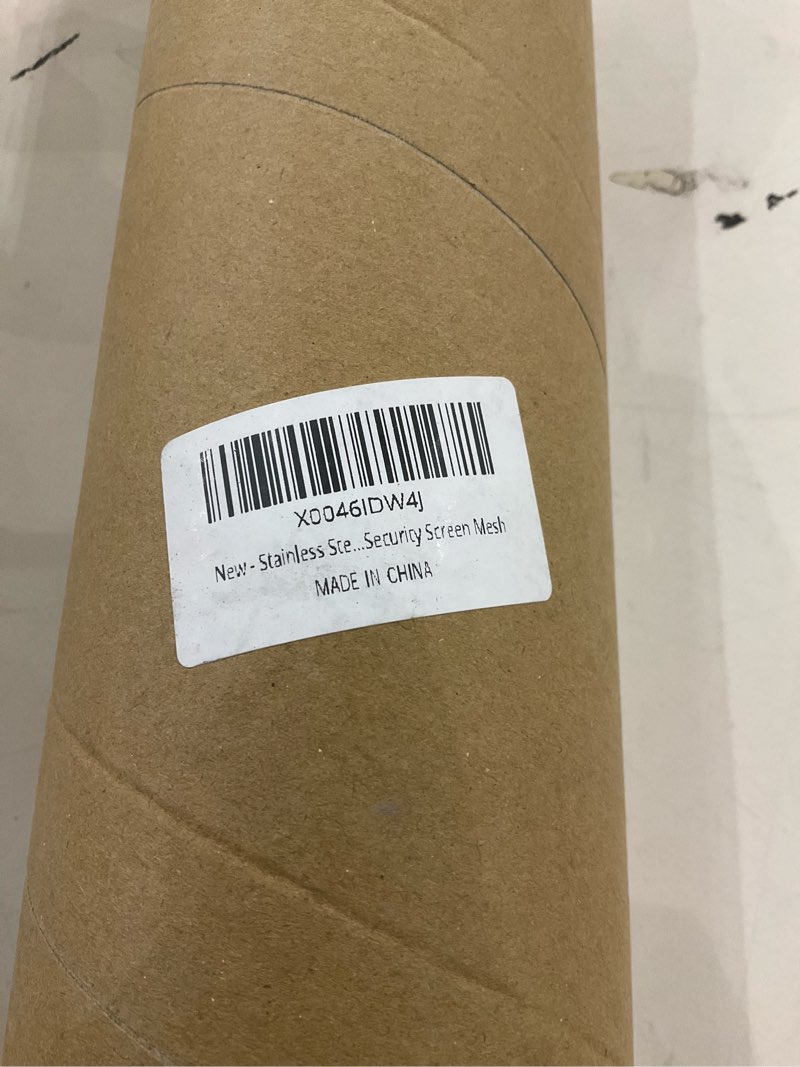 X0046IDW4J
New - Stainless Ste...Security Screen Mesh
MADE IN CHINA